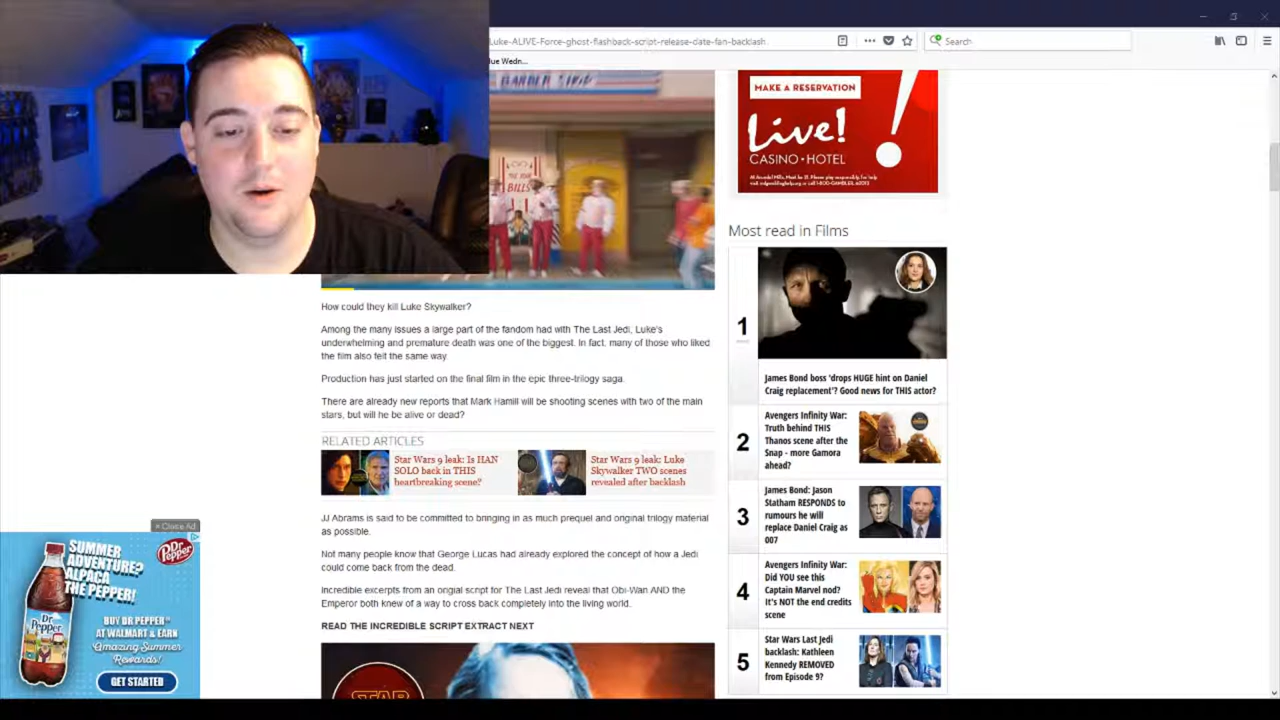 Luke-ALIVE-Force-ghost-flashback-script-release-date-fan-backlash
Search
lue Wedn...
BARBER SHOP
PAY YOUR
BILLS
MAKE A RESERVATION
Live!
CASINO • HOTEL
Most read in Films
1
James Bond boss 'drops HUGE hint on Daniel
Craig replacement'? Good news for THIS actor?
2
Avengers Infinity War:
Truth behind THIS
Thanos scene after the
Snap - more Gamora
ahead?
3
James Bond: Jason
Statham RESPONDS to
rumours he will
replace Daniel Craig as
007
4
Avengers Infinity War:
Did YOU see this
Captain Marvel nod?
It's NOT the end credits
scene
5
Star Wars Last Jedi
backlash: Kathleen
Kennedy REMOVED
from Episode 9?
How could they kill Luke Skywalker?
Among the many issues a large part of the fandom had with The Last Jedi, Luke's
underwhelming and premature death was one of the biggest. In fact, many of those who liked
the film also felt the same way.
Production has just started on the final film in the epic three-trilogy saga.
There are already new reports that Mark Hamill will be shooting scenes with two of the main
stars, but will he be alive or dead?
RELATED ARTICLES
Star Wars 9 leak: Is HAN
SOLO back in THIS
heartbreaking scene?
Star Wars 9 leak: Luke
Skywalker TWO scenes
revealed after backlash
JJ Abrams is said to be committed to bringing in as much prequel and original trilogy material
as possible.
Not many people know that George Lucas had already explored the concept of how a Jedi
could come back from the dead.
Incredible excerpts from an orignal script for The Last Jedi reveal that Obi-Wan AND the
Emperor both knew of a way to cross back completely into the living world.
READ THE INCREDIBLE SCRIPT EXTRACT NEXT
STAR
× Close Ad
SUMMER
ADVENTURE?
ALPACA
THE PEPPER!
Dr Pepper
BUY DR PEPPER
AT WALMART & EARN
Amazing Summer
Rewards!
GET STARTED
Dr Pepper